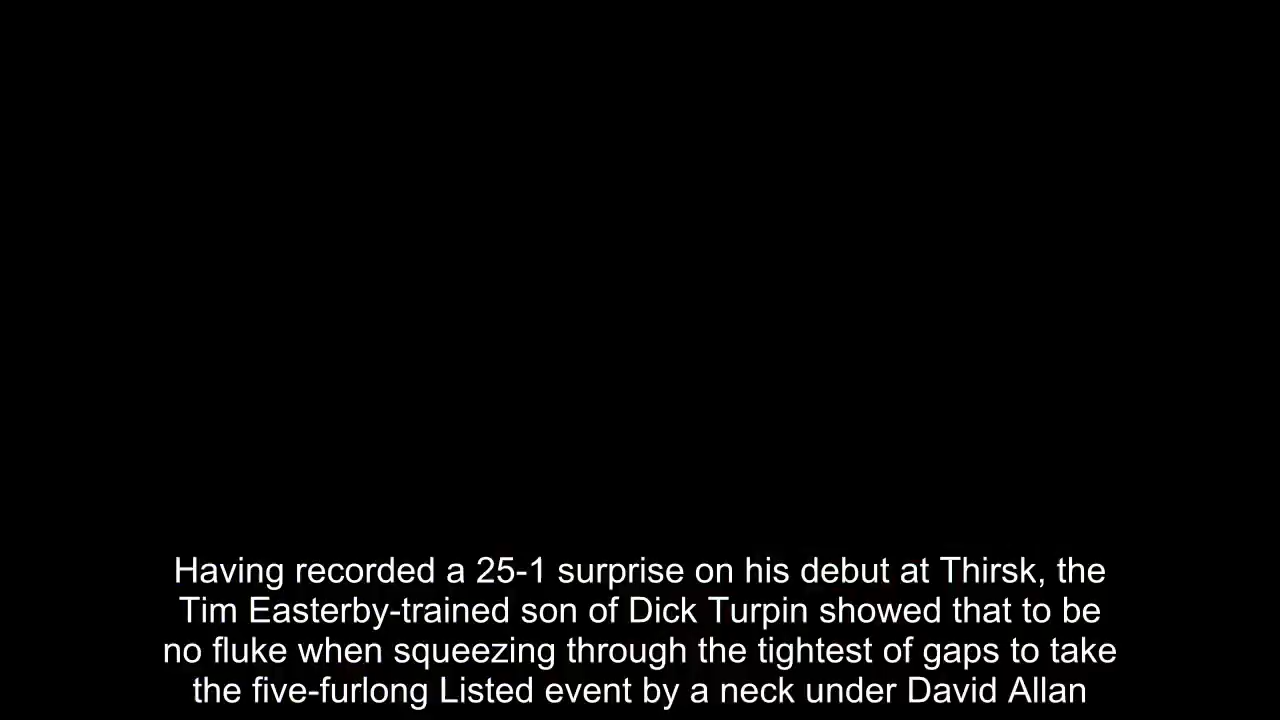 Having recorded a 25-1 surprise on his debut at Thirsk, the
Tim Easterby-trained son of Dick Turpin showed that to be
no fluke when squeezing through the tightest of gaps to take
the five-furlong Listed event by a neck under David Allan